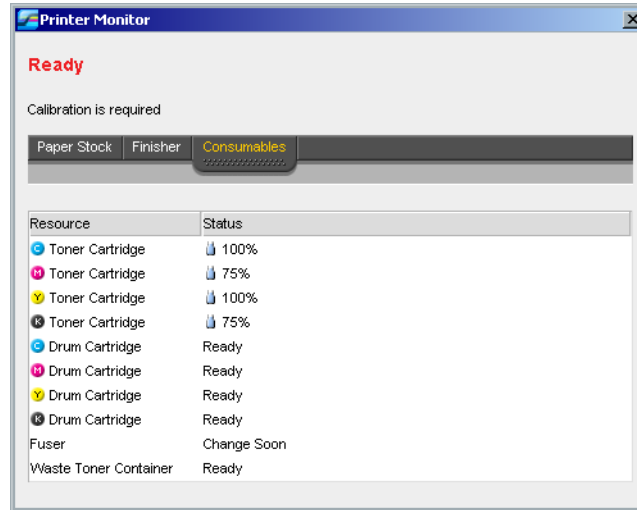 Printer Monitor
Ready
Calibration is required
Paper Stock Finisher Consumables
Resource Status
C Toner Cartridge 100%
M Toner Cartridge 75%
Y Toner Cartridge 100%
K Toner Cartridge 75%
C Drum Cartridge Ready
M Drum Cartridge Ready
Y Drum Cartridge Ready
K Drum Cartridge Ready
Fuser Change Soon
Waste Toner Container Ready